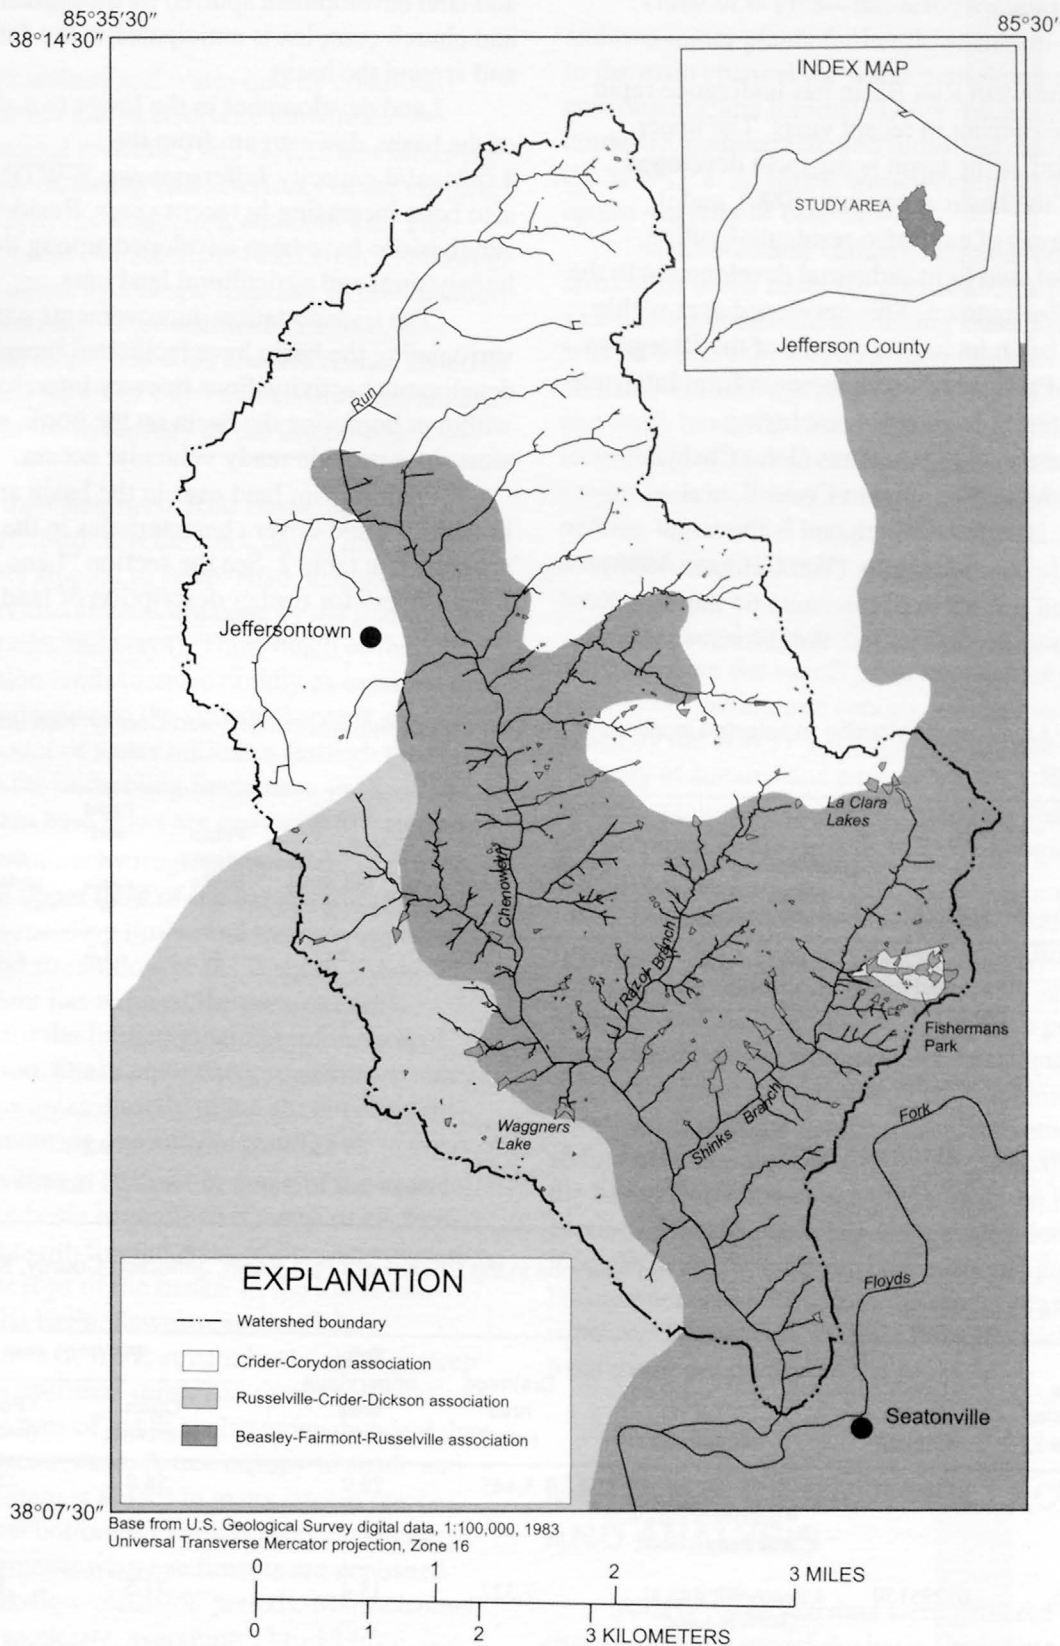 85°35′30″
85°30′
38°14′30″
INDEX MAP
STUDY AREA
Jefferson County
Run
Jeffersontown
La Clara
Lakes
Chenoweth
Razor Branch
Fishermans
Park
Fork
Waggners
Lake
Shinks Branch
Floyds
EXPLANATION
Watershed boundary
Crider-Corydon association
Russelville-Crider-Dickson association
Beasley-Fairmont-Russelville association
Seatonville
38°07′30″
Base from U.S. Geological Survey digital data, 1:100,000, 1983
Universal Transverse Mercator projection, Zone 16
0 1 2 3 MILES
0 1 2 3 KILOMETERS